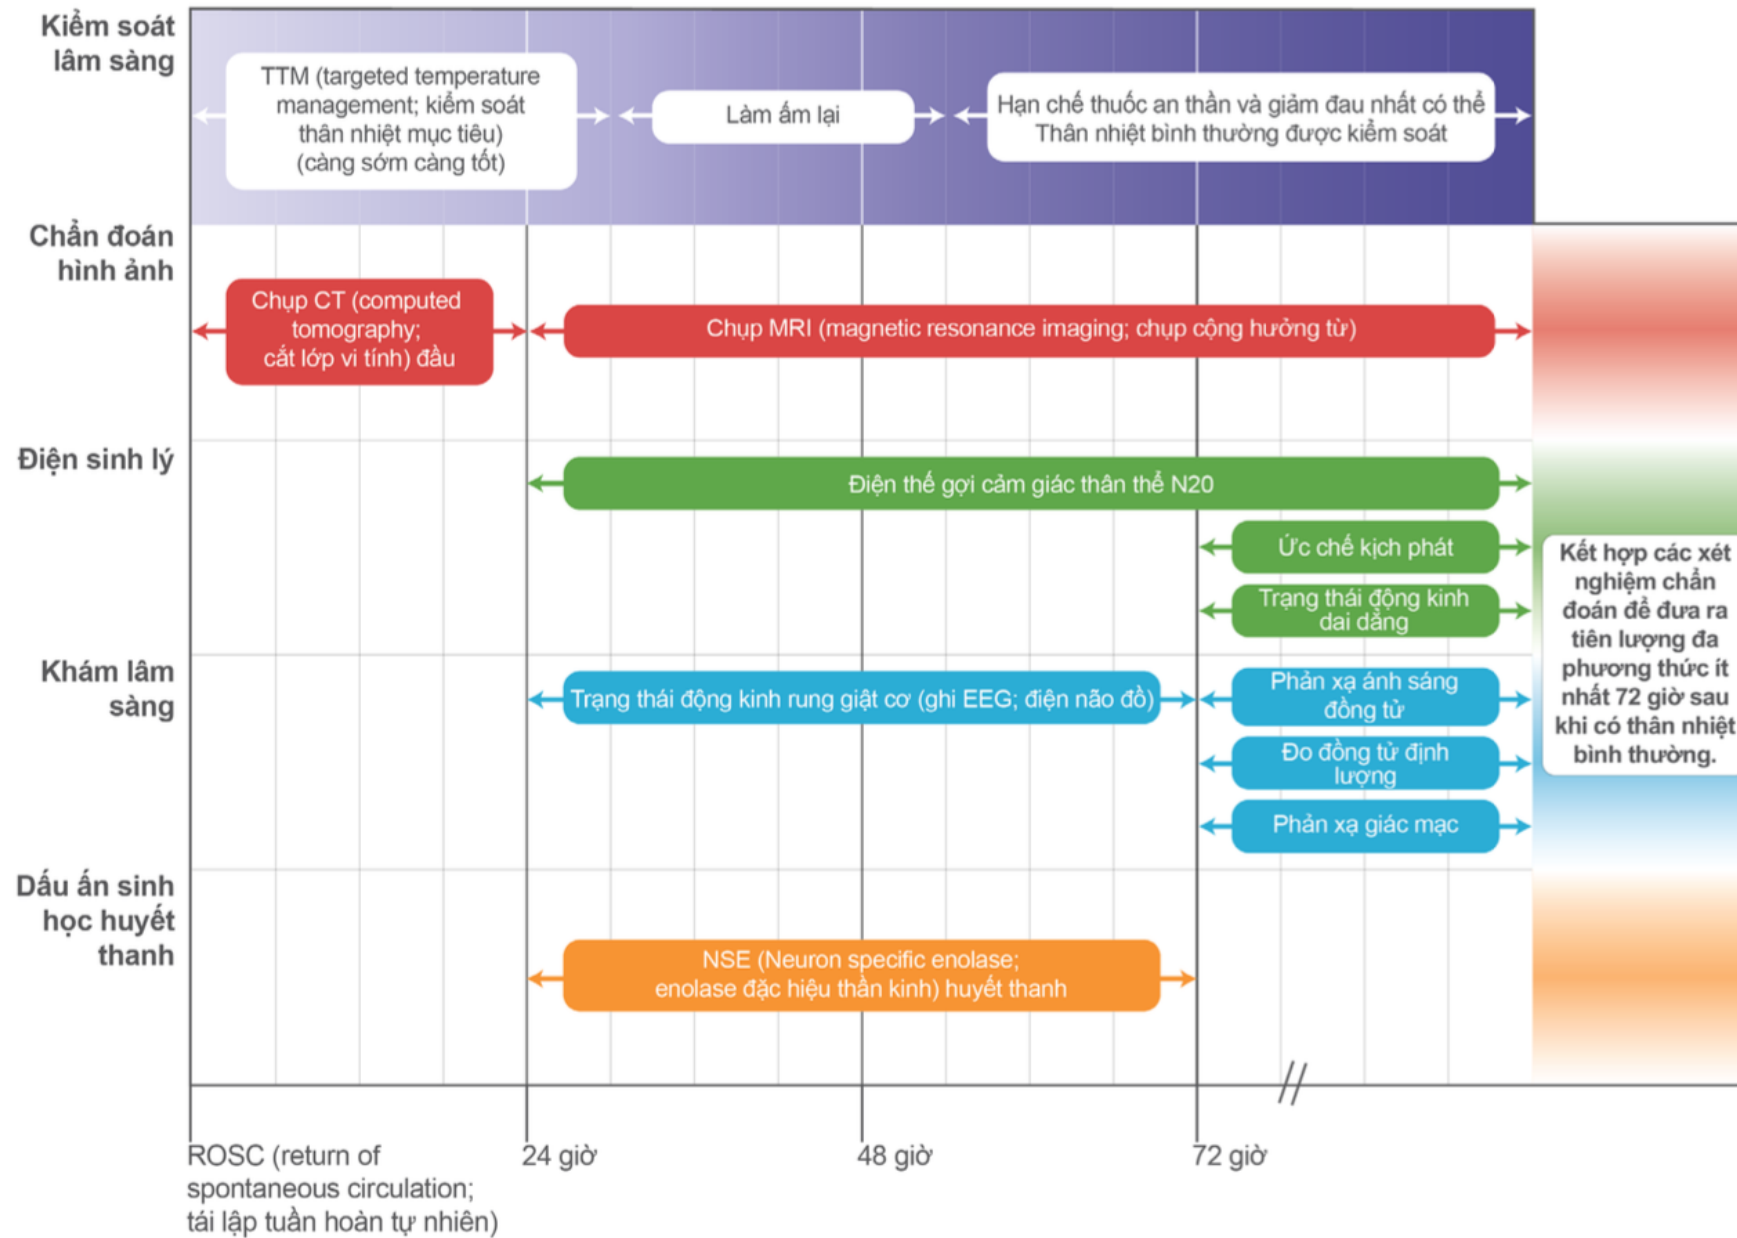 Kiểm soát
lâm sàng
TTM (targeted temperature
management; kiểm soát
thân nhiệt mục tiêu)
(càng sớm càng tốt)
Làm ấm lại
Hạn chế thuốc an thần và giảm đau nhất có thể
Thân nhiệt bình thường được kiểm soát
Chẩn đoán
hình ảnh
Chụp CT (computed
tomography;
cắt lớp vi tính) đầu
Chụp MRI (magnetic resonance imaging; chụp cộng hưởng từ)
Điện sinh lý
Điện thế gợi cảm giác thân thể N20
Ức chế kịch phát
Trạng thái động kinh
dai dẳng
Khám lâm
sàng
Trạng thái động kinh rung giật cơ (ghi EEG; điện não đồ)
Phản xạ ánh sáng
đồng tử
Đo đồng tử định
lượng
Phản xạ giác mạc
Dấu ấn sinh
học huyết
thanh
NSE (Neuron specific enolase;
enolase đặc hiệu thần kinh) huyết thanh
Kết hợp các xét
nghiệm chẩn
đoán để đưa ra
tiên lượng đa
phương thức ít
nhất 72 giờ sau
khi có thân nhiệt
bình thường.
ROSC (return of
spontaneous circulation;
tái lập tuần hoàn tự nhiên)
24 giờ
48 giờ
72 giờ